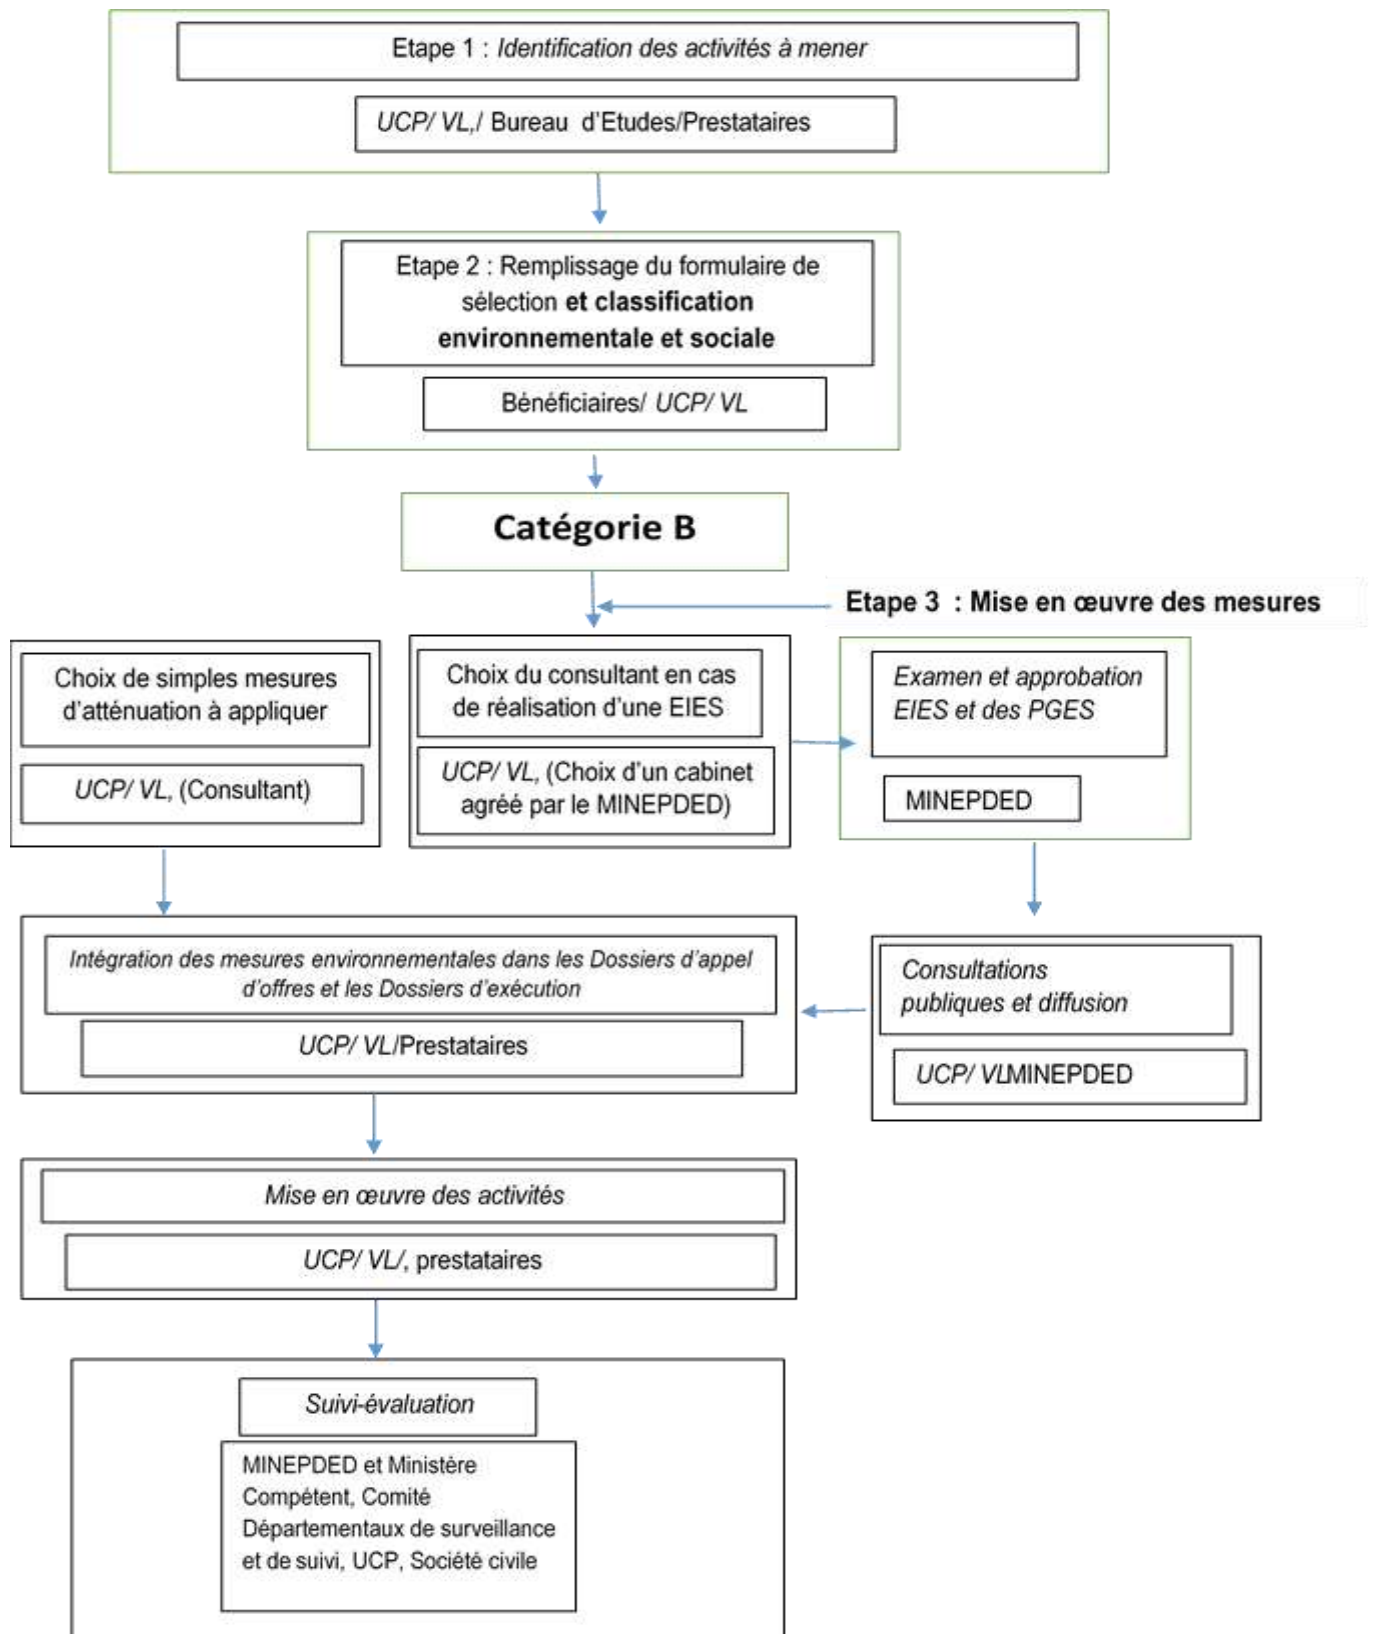 Etape 1 : Identification des activités à mener
UCP/ VL,/ Bureau d'Etudes/Prestataires
Etape 2 : Remplissage du formulaire de
sélection et classification
environnementale et sociale
Bénéficiaires/ UCP/ VL
Catégorie B
Etape 3 : Mise en œuvre des mesures
Choix de simples mesures
d'atténuation à appliquer
UCP/ VL, (Consultant)
Choix du consultant en cas
de réalisation d'une EIES
UCP/ VL, (Choix d'un cabinet
agréé par le MINEPDED)
Examen et approbation
EIES et des PGES
MINEPDED
Intégration des mesures environnementales dans les Dossiers d'appel
d'offres et les Dossiers d'exécution
UCP/ VL/Prestataires
Consultations
publiques et diffusion
UCP/ VLMINEPDED
Mise en œuvre des activités
UCP/ VL/, prestataires
Suivi-évaluation
MINEPDED et Ministère
Compétent, Comité
Départementaux de surveillance
et de suivi, UCP, Société civile